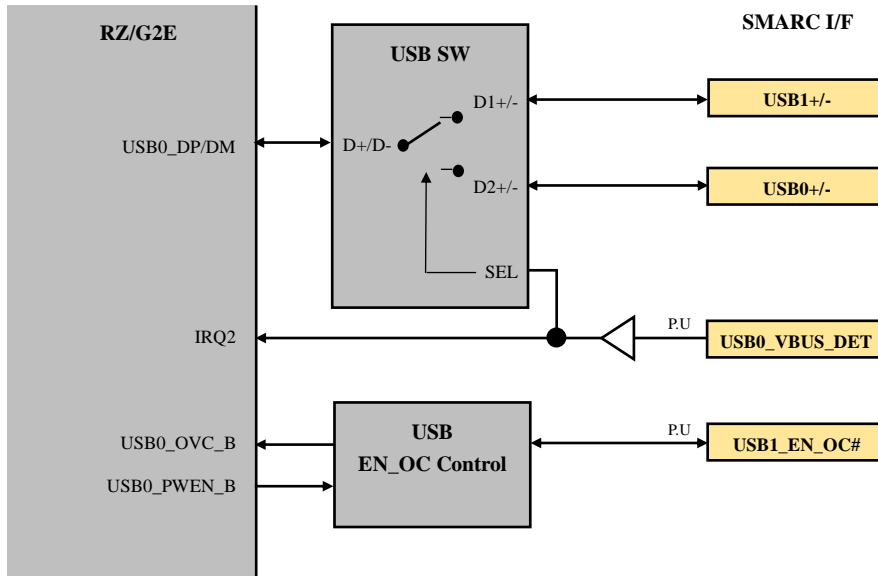 RZ/G2E
SMARC I/F
USB SW
D1+/-
USB1+/-
USB0_DP/DM
D+/D-
D2+/-
USB0+/-
SEL
IRQ2
P.U
USB0_VBUS_DET
USB0_OVC_B
USB
EN_OC Control
P.U
USB1_EN_OC#
USB0_PWEN_B